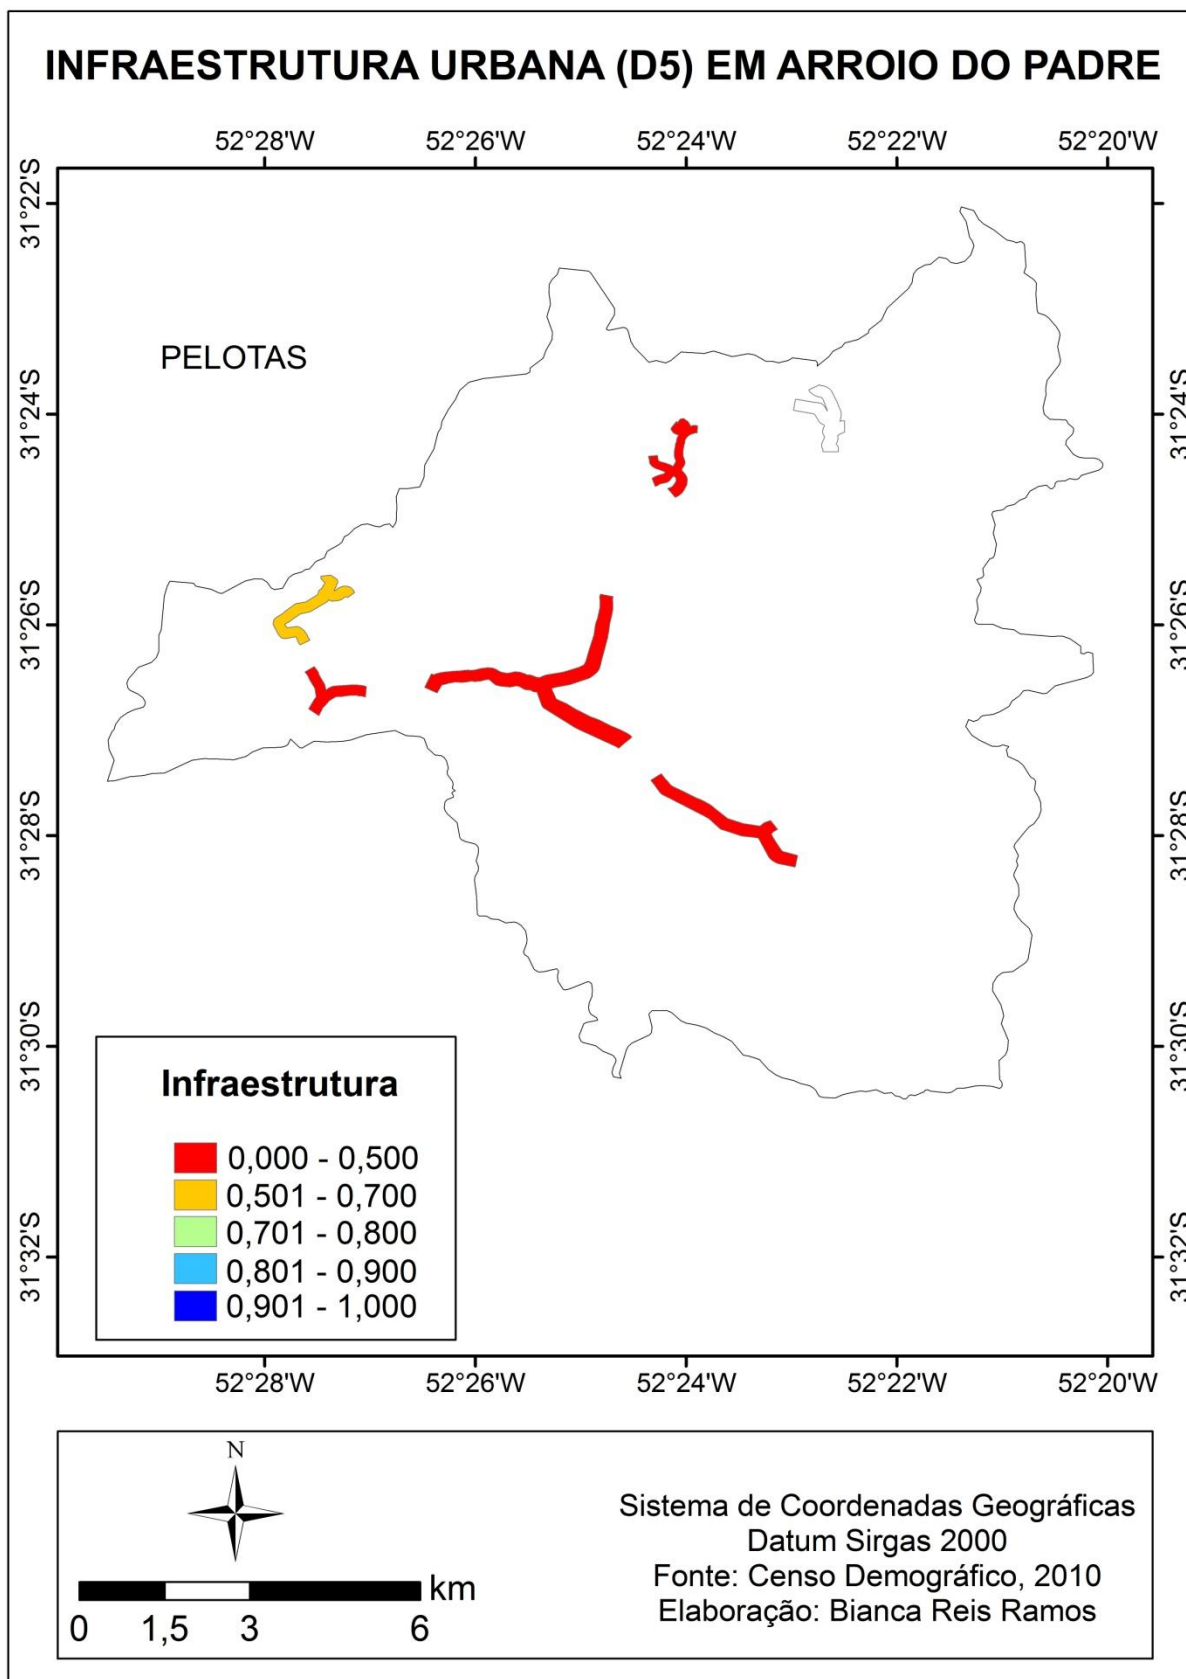 INFRAESTRUTURA URBANA (D5) EM ARROIO DO PADRE
52°28'W 52°26'W 52°24'W 52°22'W 52°20'W
31°22'S
PELOTAS
31°24'S 31°24'S
31°26'S 31°26'S
31°28'S 31°28'S
31°30'S 31°30'S
Infraestrutura
0,000 - 0,500
0,501 - 0,700
0,701 - 0,800
0,801 - 0,900
0,901 - 1,000
31°32'S 31°32'S
52°28'W 52°26'W 52°24'W 52°22'W 52°20'W
N
km
0 1,5 3 6
Sistema de Coordenadas Geográficas
Datum Sirgas 2000
Fonte: Censo Demográfico, 2010
Elaboração: Bianca Reis Ramos